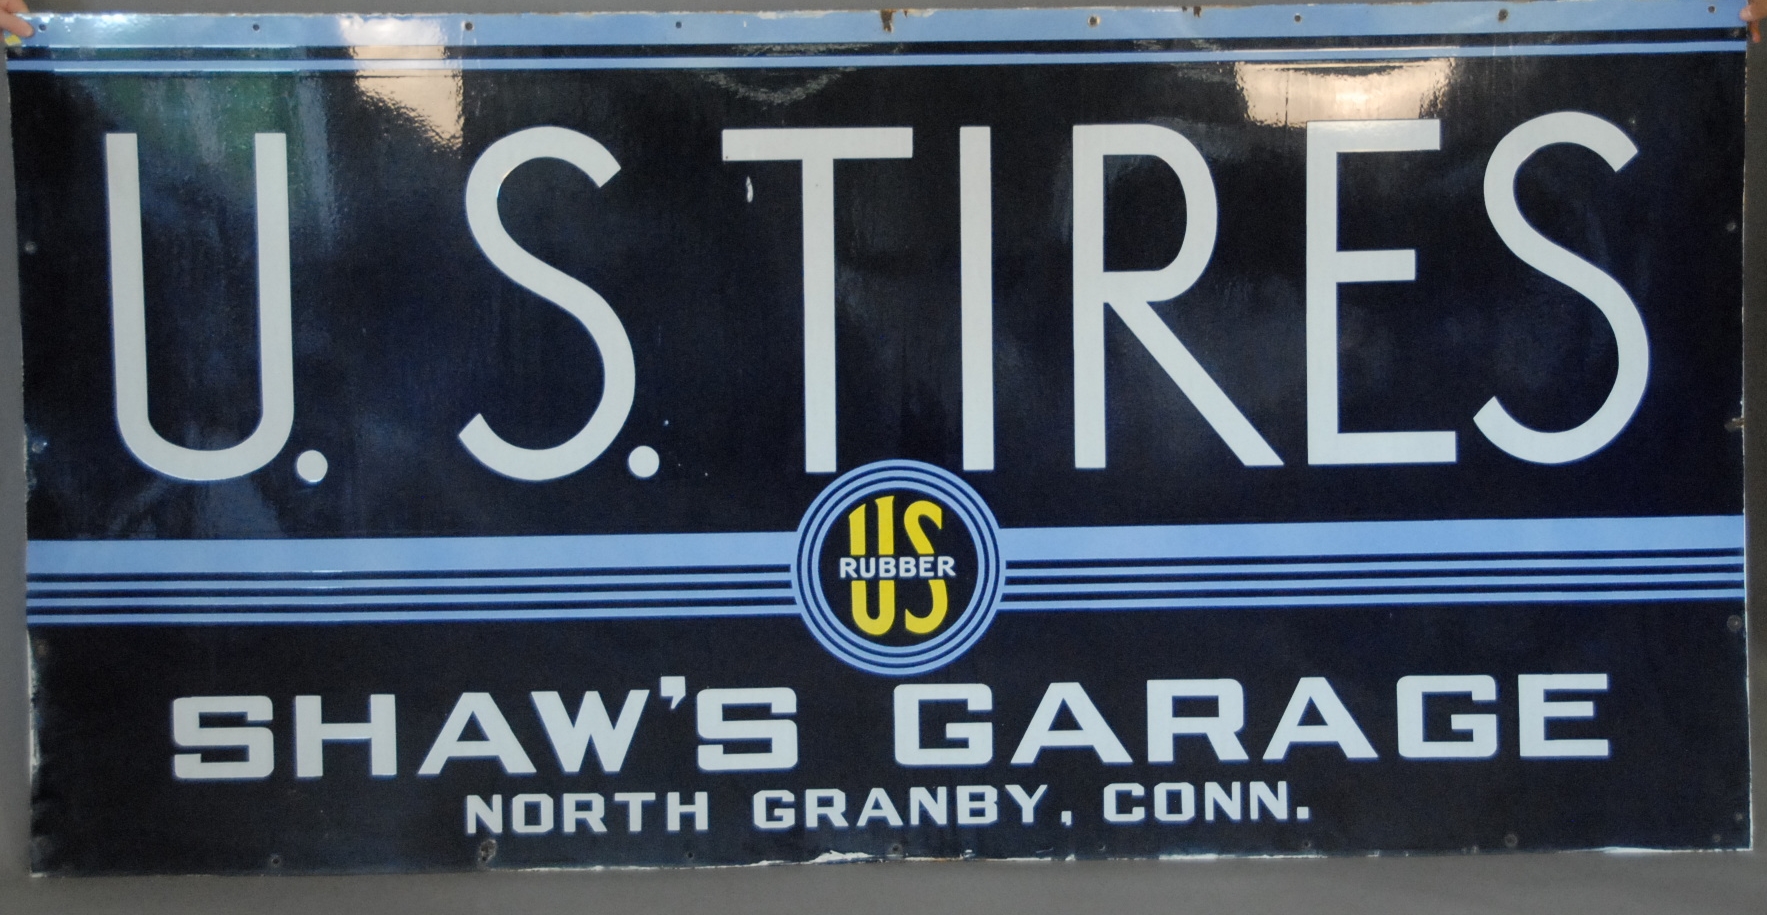 U. S. TIRES
US
RUBBER
SHAW'S GARAGE
NORTH GRANBY, CONN.